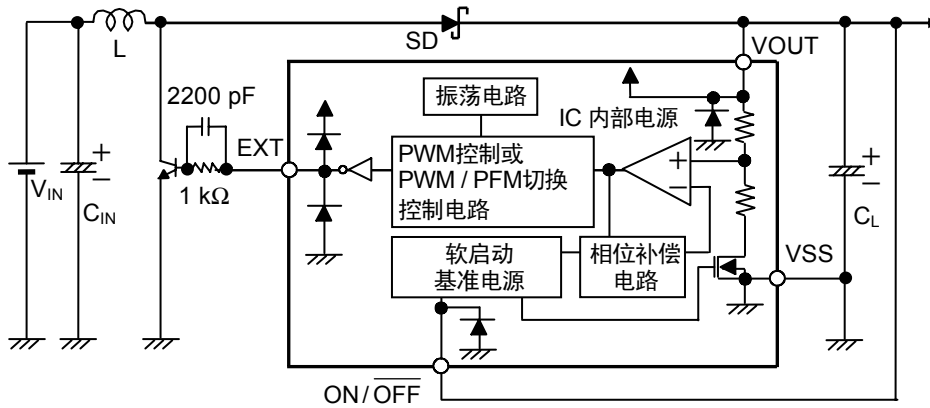 L
SD
VOUT
2200 pF
振荡电路
IC 内部电源
EXT
PWM控制或
PWM / PFM切换
控制电路
+
−
+
−
VIN
CIN
1 kΩ
+
−
CL
软启动
基准电源
相位补偿
电路
VSS
ON / OFF